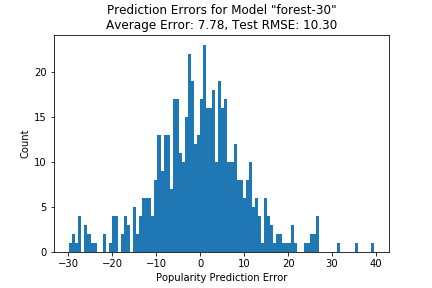 Prediction Errors for Model "forest-30"
Average Error: 7.78, Test RMSE: 10.30
20
15
10
5
0
Count
−30 −20 −10 0 10 20 30 40
Popularity Prediction Error